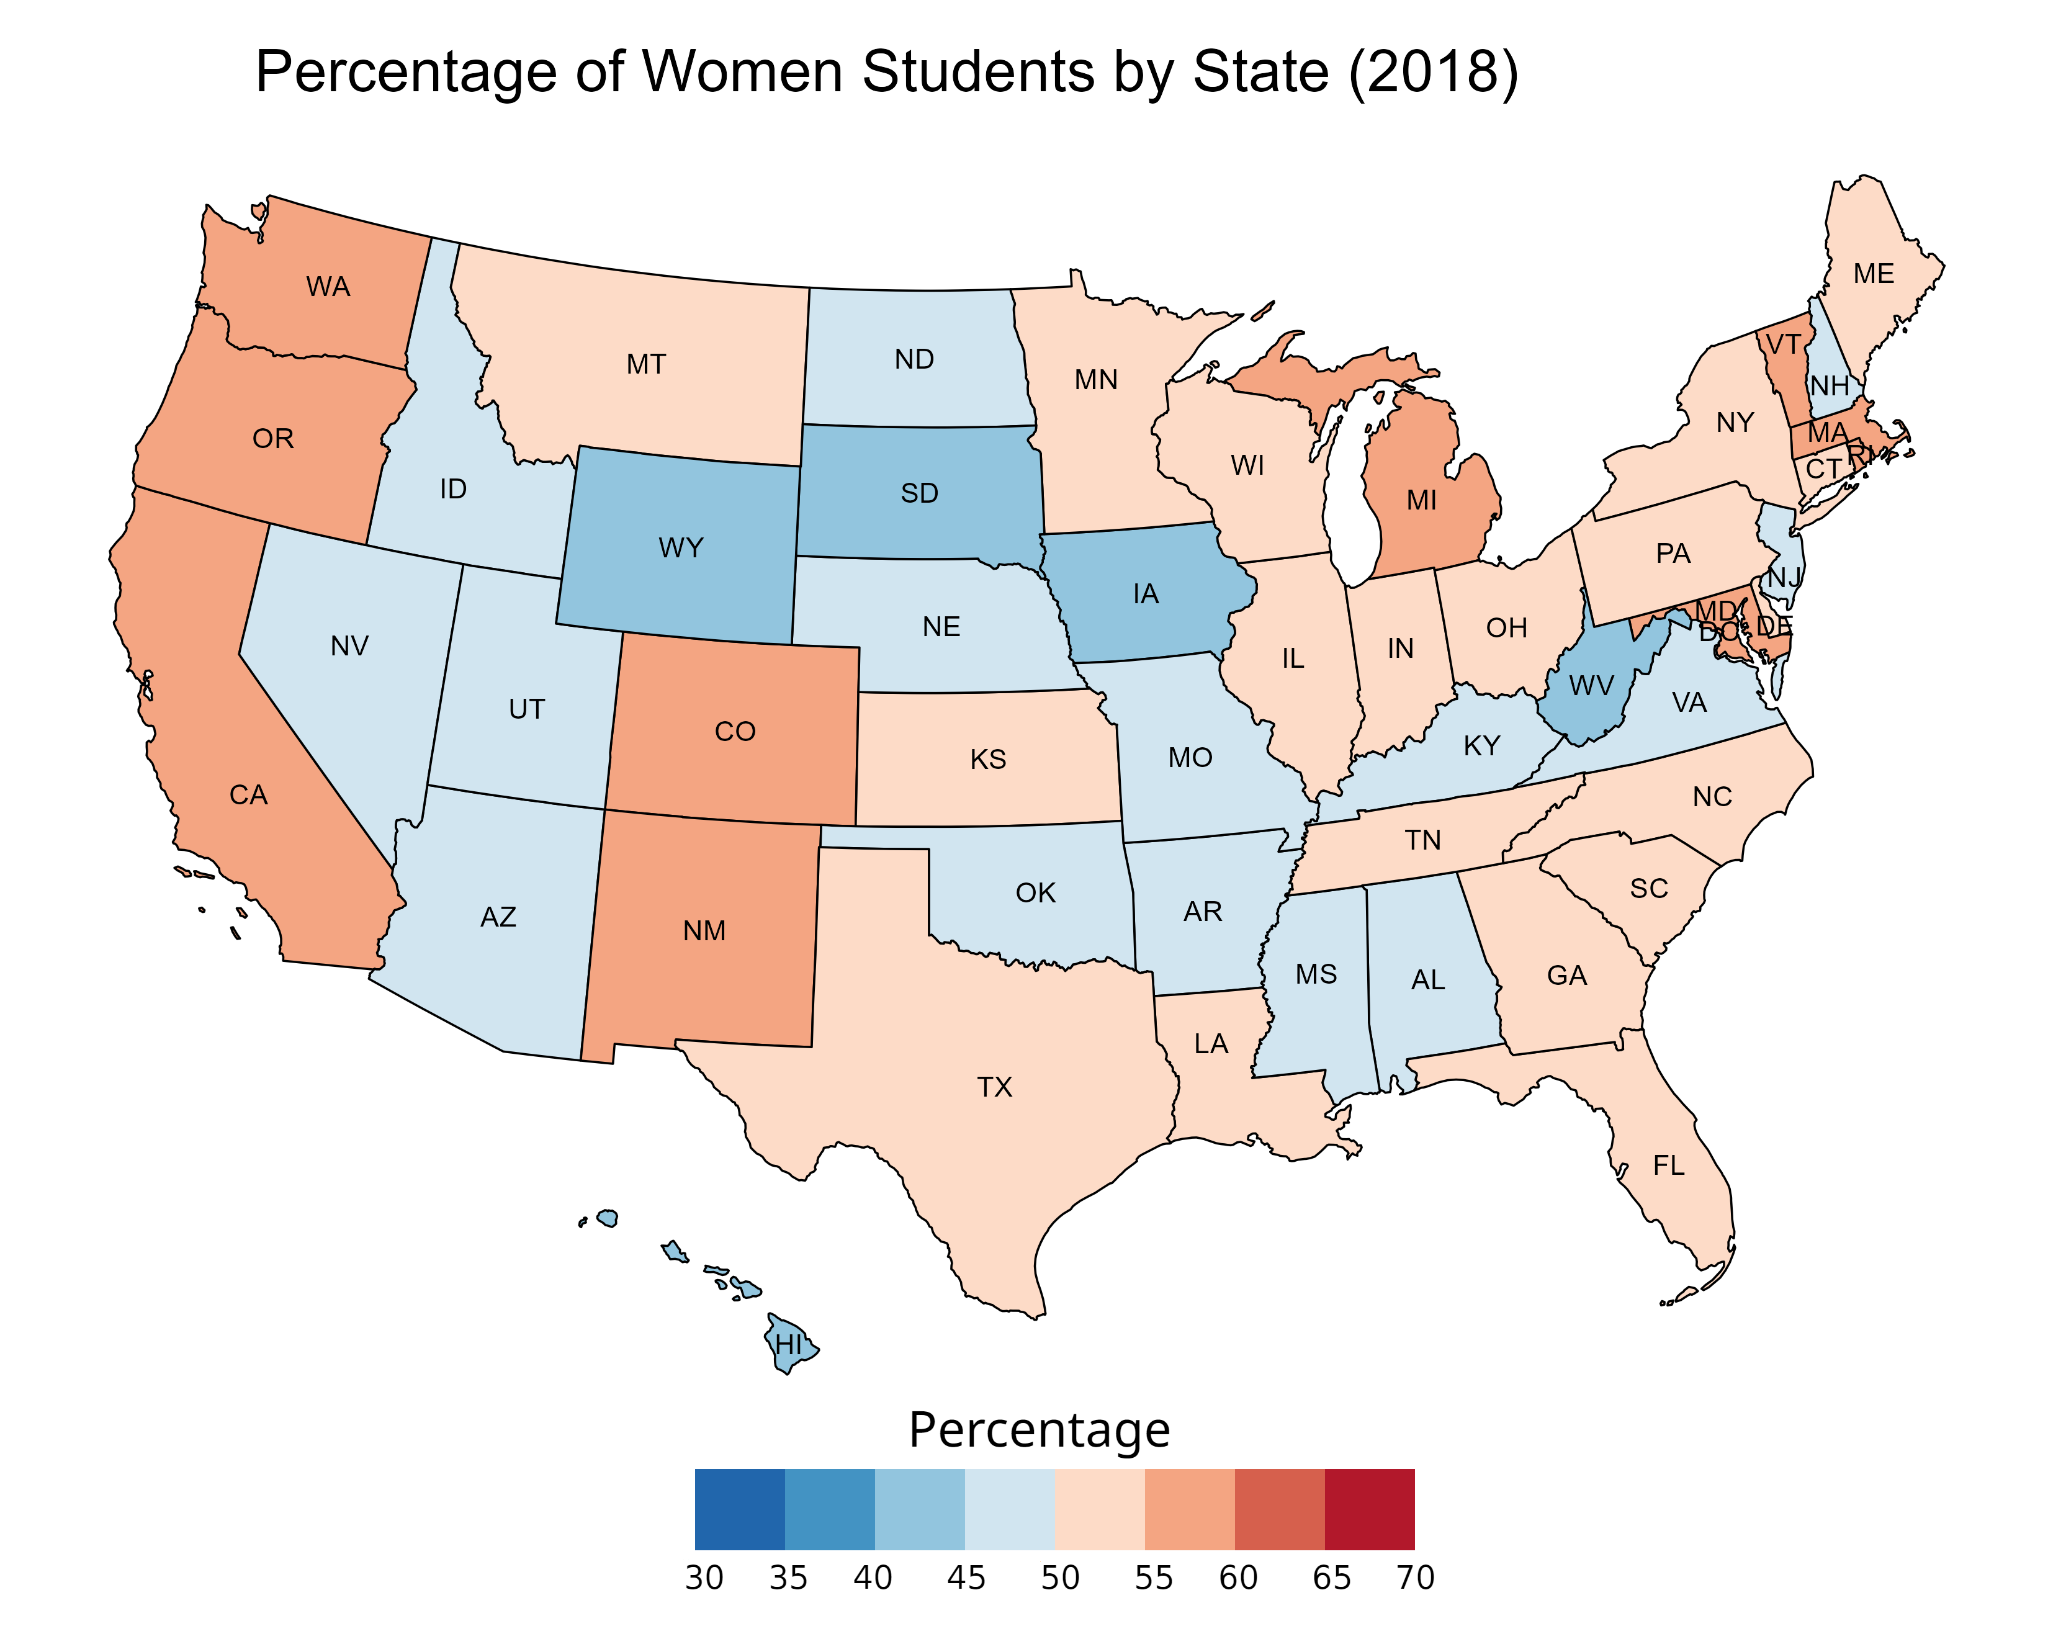 Percentage of Women Students by State (2018)
ME
WA
VT
ND
MT
MN
NH
NY
MA
OR
RI
WI
CT
ID
SD
MI
WY
PA
NJ
IA
MD
NE
OH
DE
DC
NV
IN
IL
WV
VA
UT
CO
KY
KS
MO
CA
NC
TN
SC
OK
AR
AZ
NM
MS
GA
AL
LA
TX
FL
HI
Percentage
30 35 40 45 50 55 60 65 70